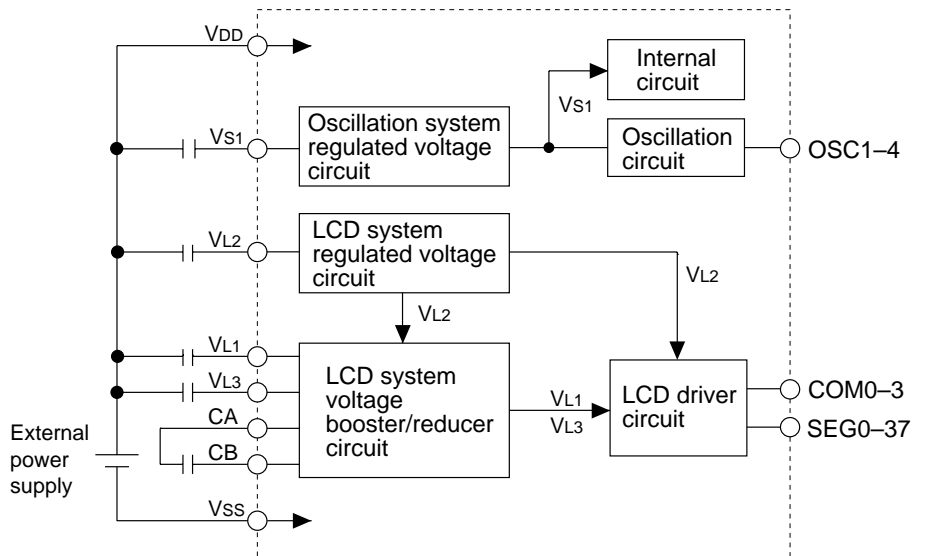 VDD
Internal
circuit
VS1
VS1
Oscillation system
regulated voltage
circuit
Oscillation
circuit
OSC1–4
VL2
LCD system
regulated voltage
circuit
VL2
VL2
VL1
VL3
CA
CB
LCD system
voltage
booster/reducer
circuit
VL1
VL3
LCD driver
circuit
COM0–3
SEG0–37
External
power
supply
VSS